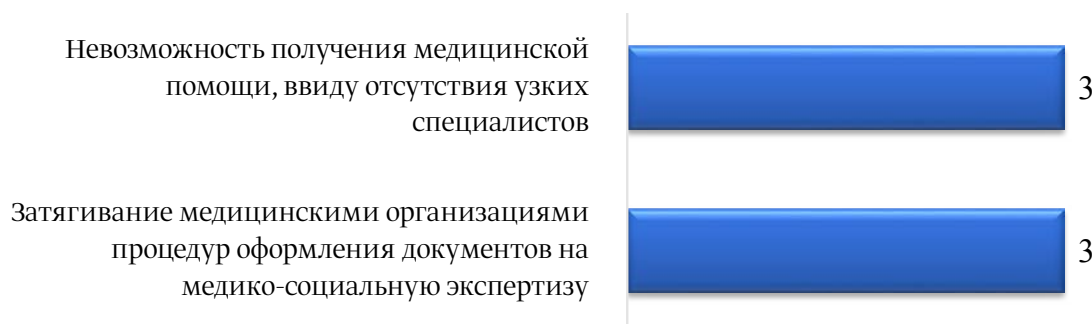 Невозможность получения медицинской
помощи, ввиду отсутствия узких
специалистов
3
Затягивание медицинскими организациями
процедур оформления документов на
медико-социальную экспертизу
3